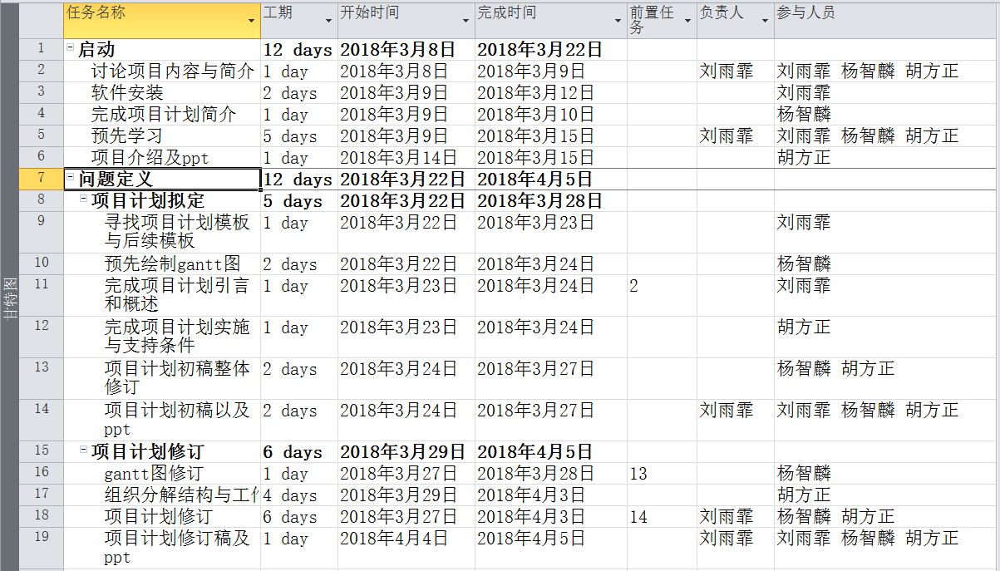 任务名称 工期 开始时间 完成时间 前置任务 负责人 参与人员
1 启动 12 days 2018年3月8日 2018年3月22日
2 讨论项目内容与简介 1 day 2018年3月8日 2018年3月9日 刘雨霏 刘雨霏 杨智麟 胡方正
3 软件安装 2 days 2018年3月9日 2018年3月12日 刘雨霏
4 完成项目计划简介 1 day 2018年3月9日 2018年3月10日 杨智麟
5 预先学习 5 days 2018年3月9日 2018年3月15日 刘雨霏 刘雨霏 杨智麟 胡方正
6 项目介绍及ppt 1 day 2018年3月14日 2018年3月15日 胡方正
7 问题定义 12 days 2018年3月22日 2018年4月5日
8 项目计划拟定 5 days 2018年3月22日 2018年3月28日
9 寻找项目计划模板 1 day 2018年3月22日 2018年3月23日 刘雨霏
与后续模板
10 预先绘制gantt图 2 days 2018年3月22日 2018年3月24日 杨智麟
11 完成项目计划引言 1 day 2018年3月23日 2018年3月24日 2 刘雨霏
和概述
12 完成项目计划实施 1 day 2018年3月23日 2018年3月24日 胡方正
与支持条件
13 项目计划初稿整体 2 days 2018年3月24日 2018年3月27日 杨智麟 胡方正
修订
14 项目计划初稿以及 2 days 2018年3月24日 2018年3月27日 刘雨霏 刘雨霏 杨智麟 胡方正
ppt
15 项目计划修订 6 days 2018年3月29日 2018年4月5日
16 gantt图修订 1 day 2018年3月27日 2018年3月28日 13 杨智麟
17 组织分解结构与工作 4 days 2018年3月29日 2018年4月3日 胡方正
18 项目计划修订 6 days 2018年3月27日 2018年4月3日 14 刘雨霏 杨智麟 胡方正
19 项目计划修订稿及 1 day 2018年4月4日 2018年4月5日 刘雨霏 刘雨霏 杨智麟 胡方正
ppt
甘特图